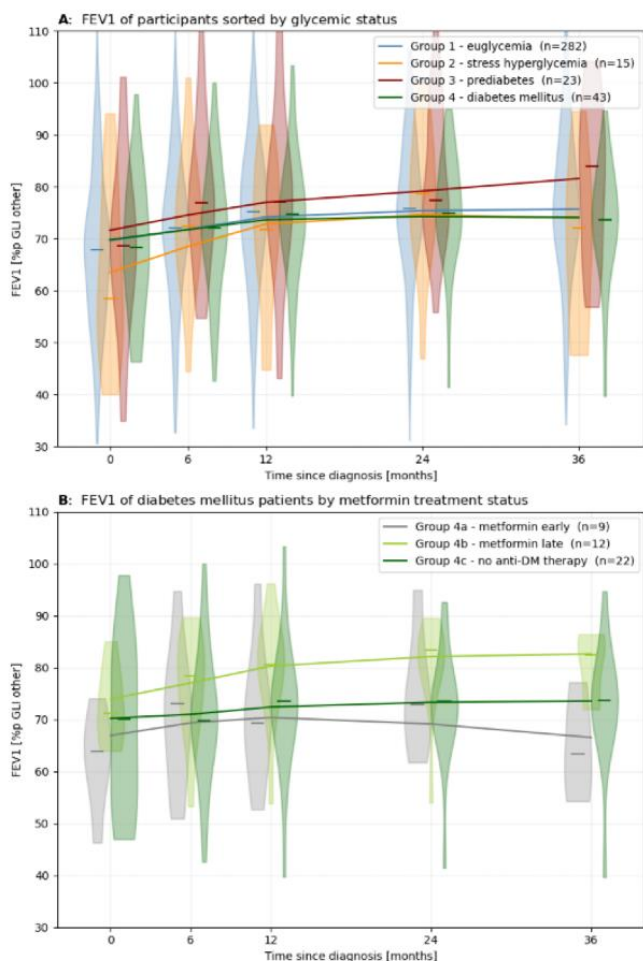 A: FEV1 of participants sorted by glycemic status
110
100
90
80
70
60
50
40
30
FEV1 [%p GLI other]
Group 1 - euglycemia (n=282)
Group 2 - stress hyperglycemia (n=15)
Group 3 - prediabetes (n=23)
Group 4 - diabetes mellitus (n=43)
0 6 12 24 36
Time since diagnosis [months]
B: FEV1 of diabetes mellitus patients by metformin treatment status
110
100
90
80
70
60
50
40
30
FEV1 [%p GLI other]
Group 4a - metformin early (n=9)
Group 4b - metformin late (n=12)
Group 4c - no anti-DM therapy (n=22)
0 6 12 24 36
Time since diagnosis [months]